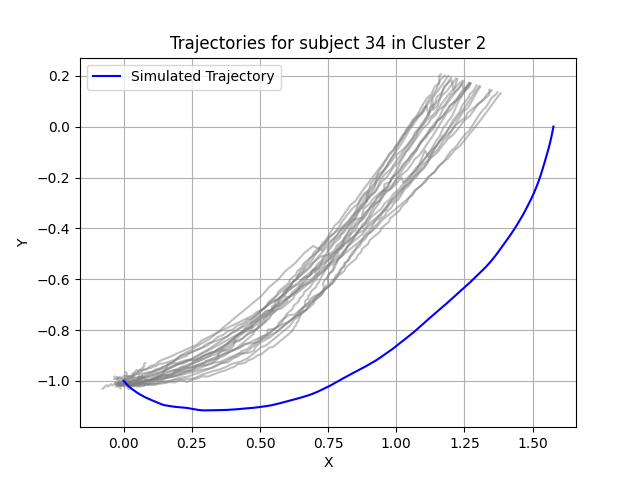 Trajectories for subject 34 in Cluster 2
Simulated Trajectory
0.2
0.0
−0.2
−0.4
−0.6
−0.8
−1.0
Y
0.00 0.25 0.50 0.75 1.00 1.25 1.50
X